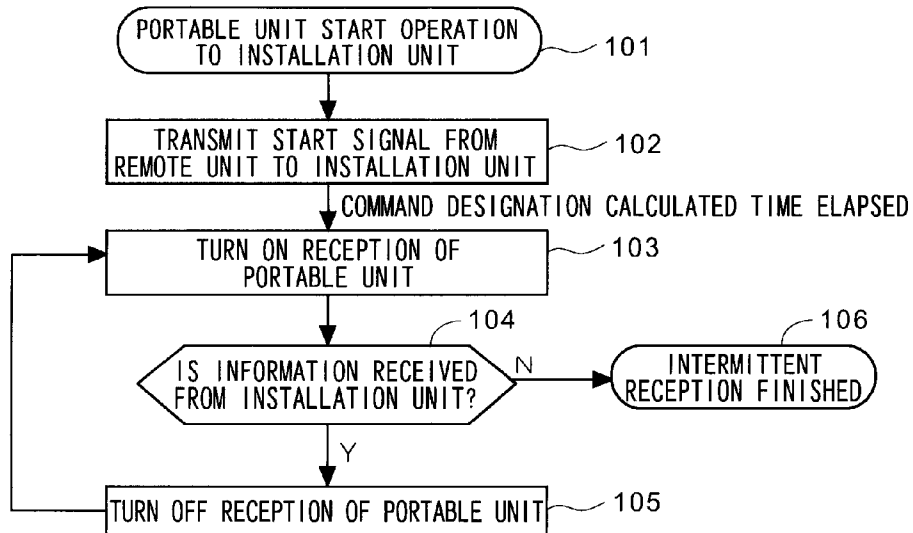 PORTABLE UNIT START OPERATION
TO INSTALLATION UNIT
101
TRANSMIT START SIGNAL FROM
REMOTE UNIT TO INSTALLATION UNIT
102
COMMAND DESIGNATION CALCULATED TIME ELAPSED
TURN ON RECEPTION OF
PORTABLE UNIT
103
104
IS INFORMATION RECEIVED
FROM INSTALLATION UNIT?
N
106
INTERMITTENT
RECEPTION FINISHED
Y
TURN OFF RECEPTION OF PORTABLE UNIT
105